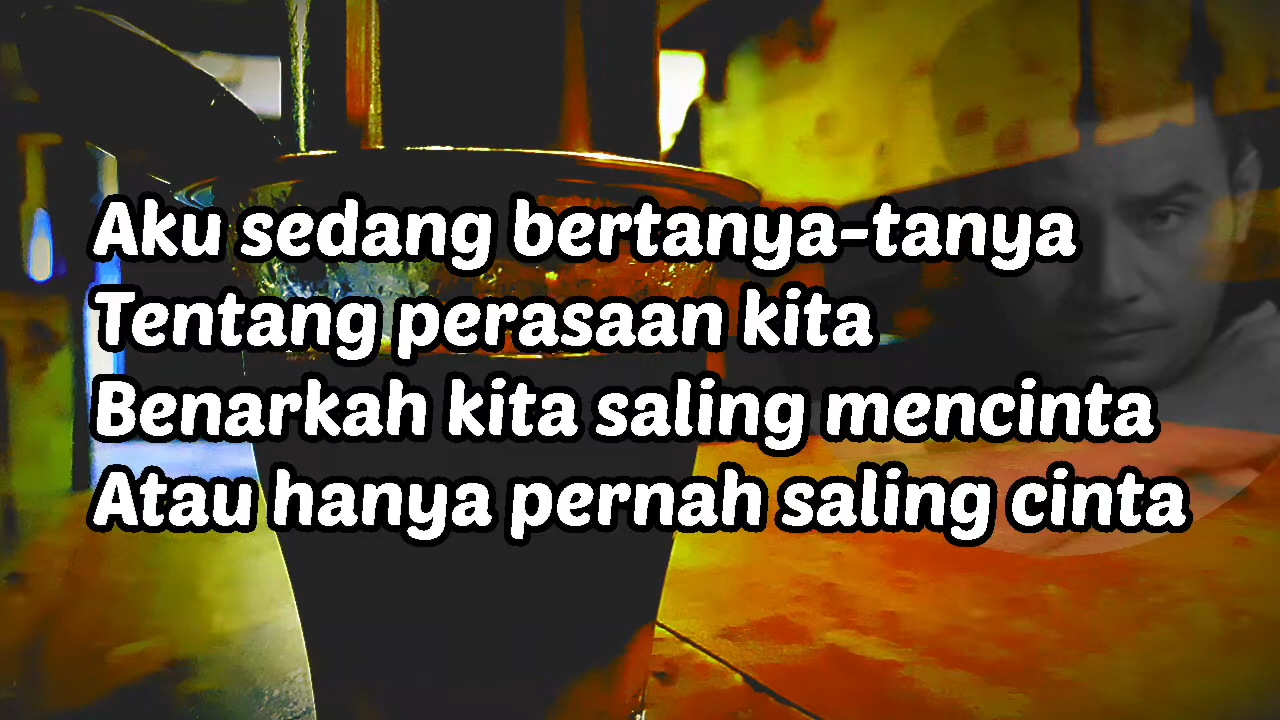 Aku sedang bertanya-tanya
Tentang perasaan kita
Benarkah kita saling mencinta
Atau hanya pernah saling cinta